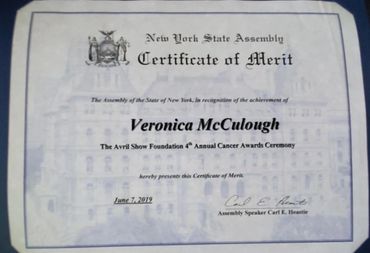 New York State Assembly
Certificate of Merit
The Assembly of the State of New York, in recognition of the achievement of
Veronica McCulough
The Avril Show Foundation 4th Annual Cancer Awards Ceremony
hereby presents this Certificate of Merit.
June 7, 2019
Carl E. Heastie
Assembly Speaker Carl E. Heastie